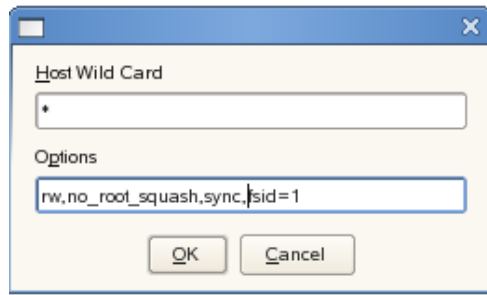 Host Wild Card
*
Options
rw,no_root_squash,sync,fsid=1
OK
Cancel